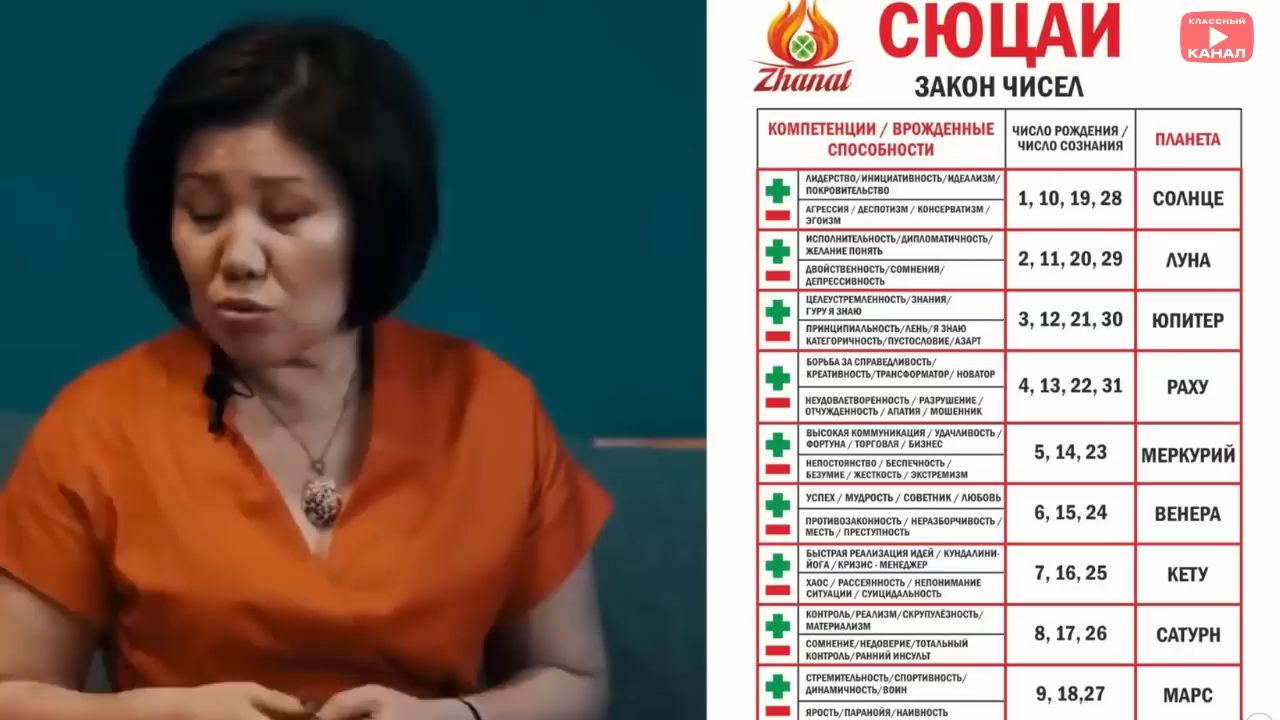 Zhanat
СЮЦАЙ
ЗАКОН ЧИСЕЛ
КЛАССНЫЙ
КАНАЛ
КОМПЕТЕНЦИИ / ВРОЖДЕННЫЕ
СПОСОБНОСТИ
ЧИСЛО РОЖДЕНИЯ /
ЧИСЛО СОЗНАНИЯ
ПЛАНЕТА
ЛИДЕРСТВО/ИНИЦИАТИВНОСТЬ/ИДЕАЛИЗМ/
ПОКРОВИТЕЛЬСТВО
АГРЕССИЯ / ДЕСПОТИЗМ / КОНСЕРВАТИЗМ /
ЭГОИЗМ
1, 10, 19, 28
СОЛНЦЕ
ИСПОЛНИТЕЛЬНОСТЬ/ДИПЛОМАТИЧНОСТЬ/
ЖЕЛАНИЕ ПОНЯТЬ
ДВОЙСТВЕННОСТЬ/СОМНЕНИЯ/
ДЕПРЕССИВНОСТЬ
2, 11, 20, 29
ЛУНА
ЦЕЛЕУСТРЕМЛЕННОСТЬ/ЗНАНИЯ/
ГУРУ Я ЗНАЮ
ПРИНЦИПИАЛЬНОСТЬ/ЛЕНЬ/Я ЗНАЮ
КАТЕГОРИЧНОСТЬ/ПУСТОСЛОВИЕ/АЗАРТ
3, 12, 21, 30
ЮПИТЕР
БОРЬБА ЗА СПРАВЕДЛИВОСТЬ/
КРЕАТИВНОСТЬ/ТРАНСФОРМАТОР/ НОВАТОР
НЕУДОВЛЕТВОРЕННОСТЬ / РАЗРУШЕНИЕ /
ОТЧУЖДЕННОСТЬ / АПАТИЯ / МОШЕННИК
4, 13, 22, 31
РАХУ
ВЫСОКАЯ КОММУНИКАЦИЯ / УДАЧЛИВОСТЬ /
ФОРТУНА / ТОРГОВЛЯ / БИЗНЕС
НЕПОСТОЯНСТВО / БЕСПЕЧНОСТЬ /
БЕЗУМИЕ / ЖЕСТКОСТЬ / ЭКСТРЕМИЗМ
5, 14, 23
МЕРКУРИЙ
УСПЕХ / МУДРОСТЬ / СОВЕТНИК / ЛЮБОВЬ
ПРОТИВОЗАКОННОСТЬ / НЕРАЗБОРЧИВОСТЬ /
МЕСТЬ / ПРЕСТУПНОСТЬ
6, 15, 24
ВЕНЕРА
БЫСТРАЯ РЕАЛИЗАЦИЯ ИДЕЙ / КУНДАЛИНИ-
ЙОГА / КРИЗИС - МЕНЕДЖЕР
ХАОС / РАССЕЯННОСТЬ / НЕПОНИМАНИЕ
СИТУАЦИИ / СУИЦИДАЛЬНОСТЬ
7, 16, 25
КЕТУ
КОНТРОЛЬ/РЕАЛИЗМ/СКРУПУЛЁЗНОСТЬ/
МАТЕРИАЛИЗМ
СОМНЕНИЕ/НЕДОВЕРИЕ/ТОТАЛЬНЫЙ
КОНТРОЛЬ/РАННИЙ ИНСУЛЬТ
8, 17, 26
САТУРН
СТРЕМИТЕЛЬНОСТЬ/СПОРТИВНОСТЬ/
ДИНАМИЧНОСТЬ/ВОИН
ЯРОСТЬ/ПАРАНОЙЯ/НАИВНОСТЬ
9, 18,27
МАРС